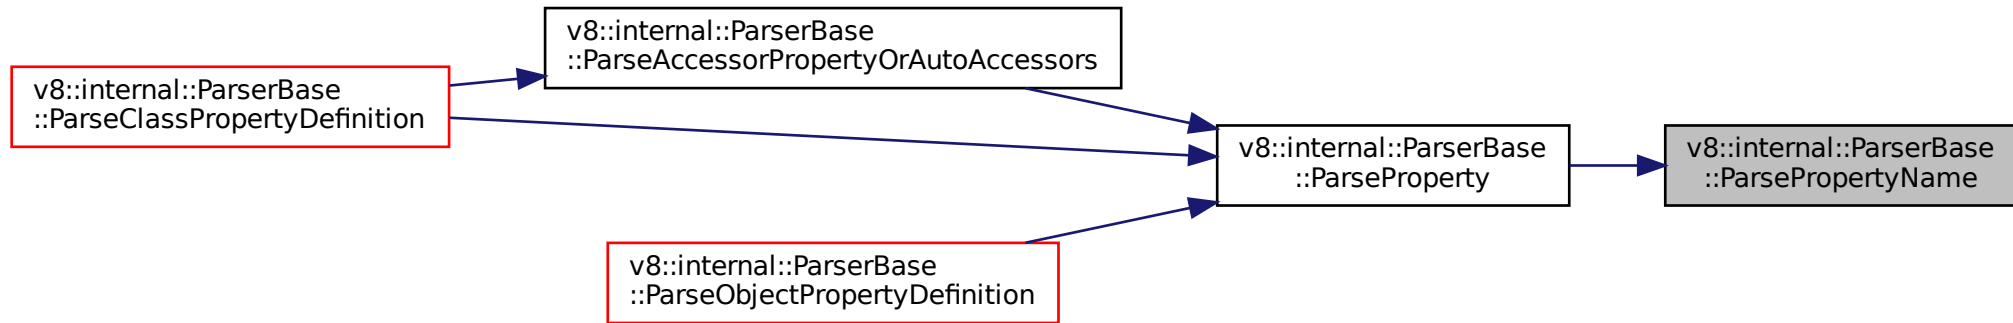 v8::internal::ParserBase
::ParseClassPropertyDefinition
v8::internal::ParserBase
::ParseAccessorPropertyOrAutoAccessors
v8::internal::ParserBase
::ParseObjectPropertyDefinition
v8::internal::ParserBase
::ParseProperty
v8::internal::ParserBase
::ParsePropertyName